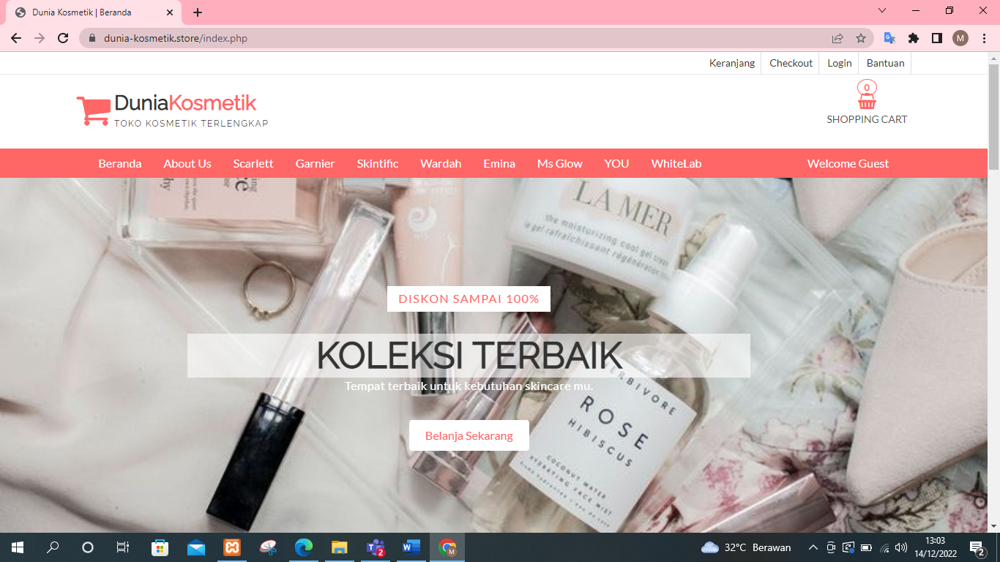 Dunia Kosmetik | Beranda
dunia-kosmetik.store/index.php
M
Keranjang
Checkout
Login
Bantuan
DuniaKosmetik
TOKO KOSMETIK TERLENGKAP
0
SHOPPING CART
Beranda
About Us
Scarlett
Garnier
Skintific
Wardah
Emina
Ms Glow
YOU
WhiteLab
Welcome Guest
LA MER
the moisturizing cool gel cream
le gel rafraîchissant régénération
DISKON SAMPAI 100%
KOLEKSI TERBAIK
Tempat terbaik untuk kebutuhan skincare mu.
Belanja Sekarang
ROSE
HIBISCUS
COCONUT WATER
HYDRATING FACE MIST
32°C Berawan
13:03
14/12/2022
2
2